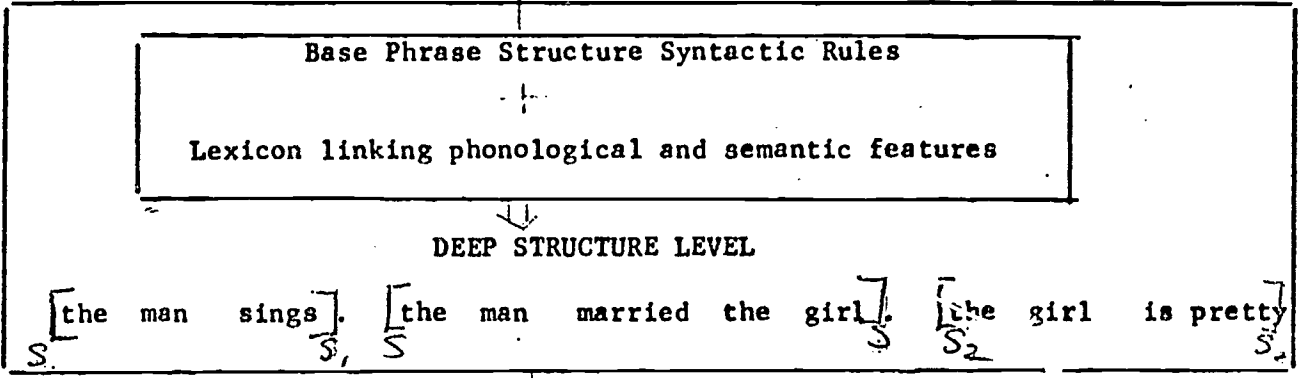 Base Phrase Structure Syntactic Rules
+
Lexicon linking phonological and semantic features
DEEP STRUCTURE LEVEL
[the man sings]. [the man married the girl]. [the girl is pretty]
S S₁ S S S₂ S₂